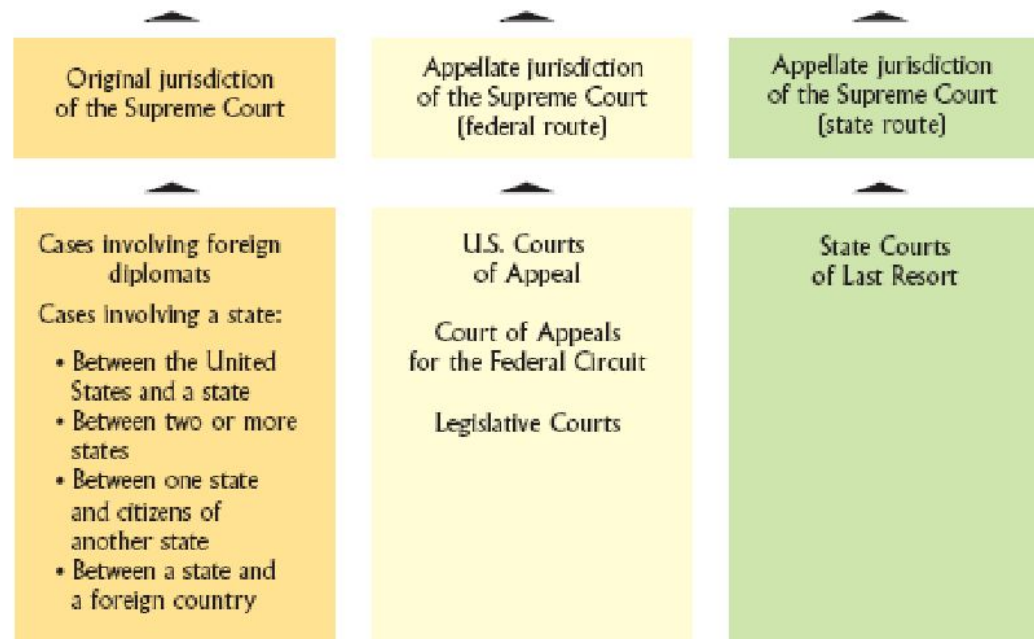 Original jurisdiction
of the Supreme Court
Appellate jurisdiction
of the Supreme Court
(federal route)
Appellate jurisdiction
of the Supreme Court
(state route)
Cases involving foreign
diplomats
Cases involving a state:
• Between the United
States and a state
• Between two or more
states
• Between one state
and citizens of
another state
• Between a state and
a foreign country
U.S. Courts
of Appeal
Court of Appeals
for the Federal Circuit
Legislative Courts
State Courts
of Last Resort